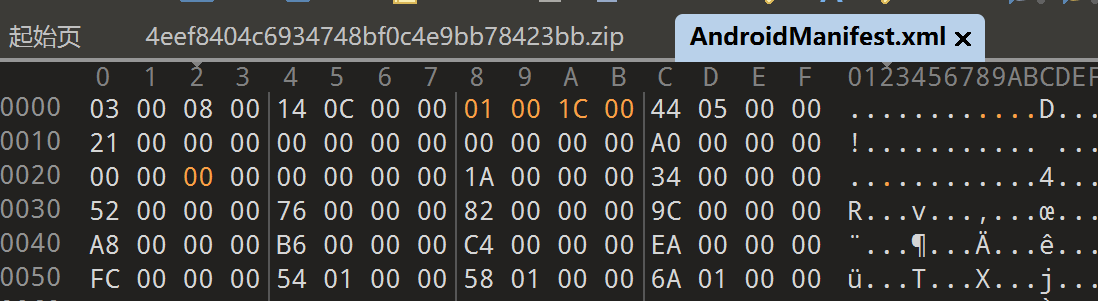 起始页 4eef8404c6934748bf0c4e9bb78423bb.zip AndroidManifest.xml ×
0 1 2 3 4 5 6 7 8 9 A B C D E F 0123456789ABCDEF
0000 03 00 08 00 14 0C 00 00 01 00 1C 00 44 05 00 00 ............D...
0010 21 00 00 00 00 00 00 00 00 00 00 00 A0 00 00 00 !........... ...
0020 00 00 00 00 00 00 00 00 1A 00 00 00 34 00 00 00 ............4...
0030 52 00 00 00 76 00 00 00 82 00 00 00 9C 00 00 00 R...v...‚...œ...
0040 A8 00 00 00 B6 00 00 00 C4 00 00 00 EA 00 00 00 ¨...¶...Ä...ê...
0050 FC 00 00 00 54 01 00 00 58 01 00 00 6A 01 00 00 ü...T...X...j...